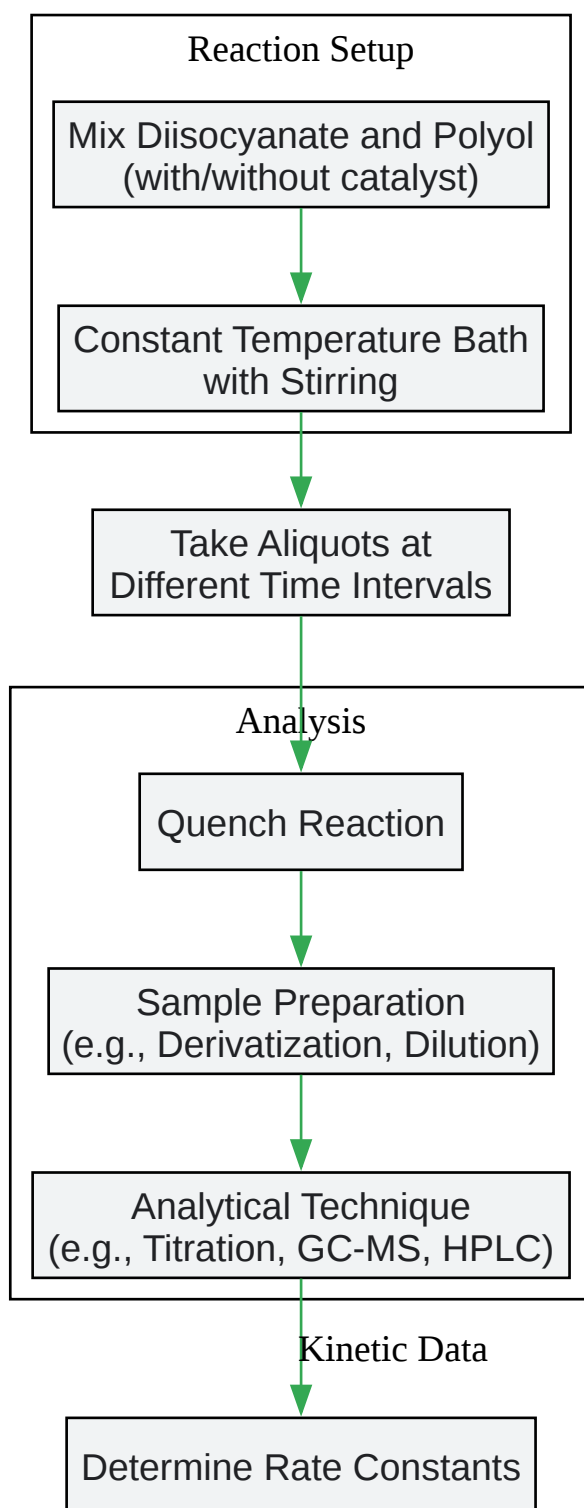 Reaction Setup
Mix Diisocyanate and Polyol
(with/without catalyst)
Constant Temperature Bath
with Stirring
Take Aliquots at
Different Time Intervals
Analysis
Quench Reaction
Sample Preparation
(e.g., Derivatization, Dilution)
Analytical Technique
(e.g., Titration, GC-MS, HPLC)
Kinetic Data
Determine Rate Constants